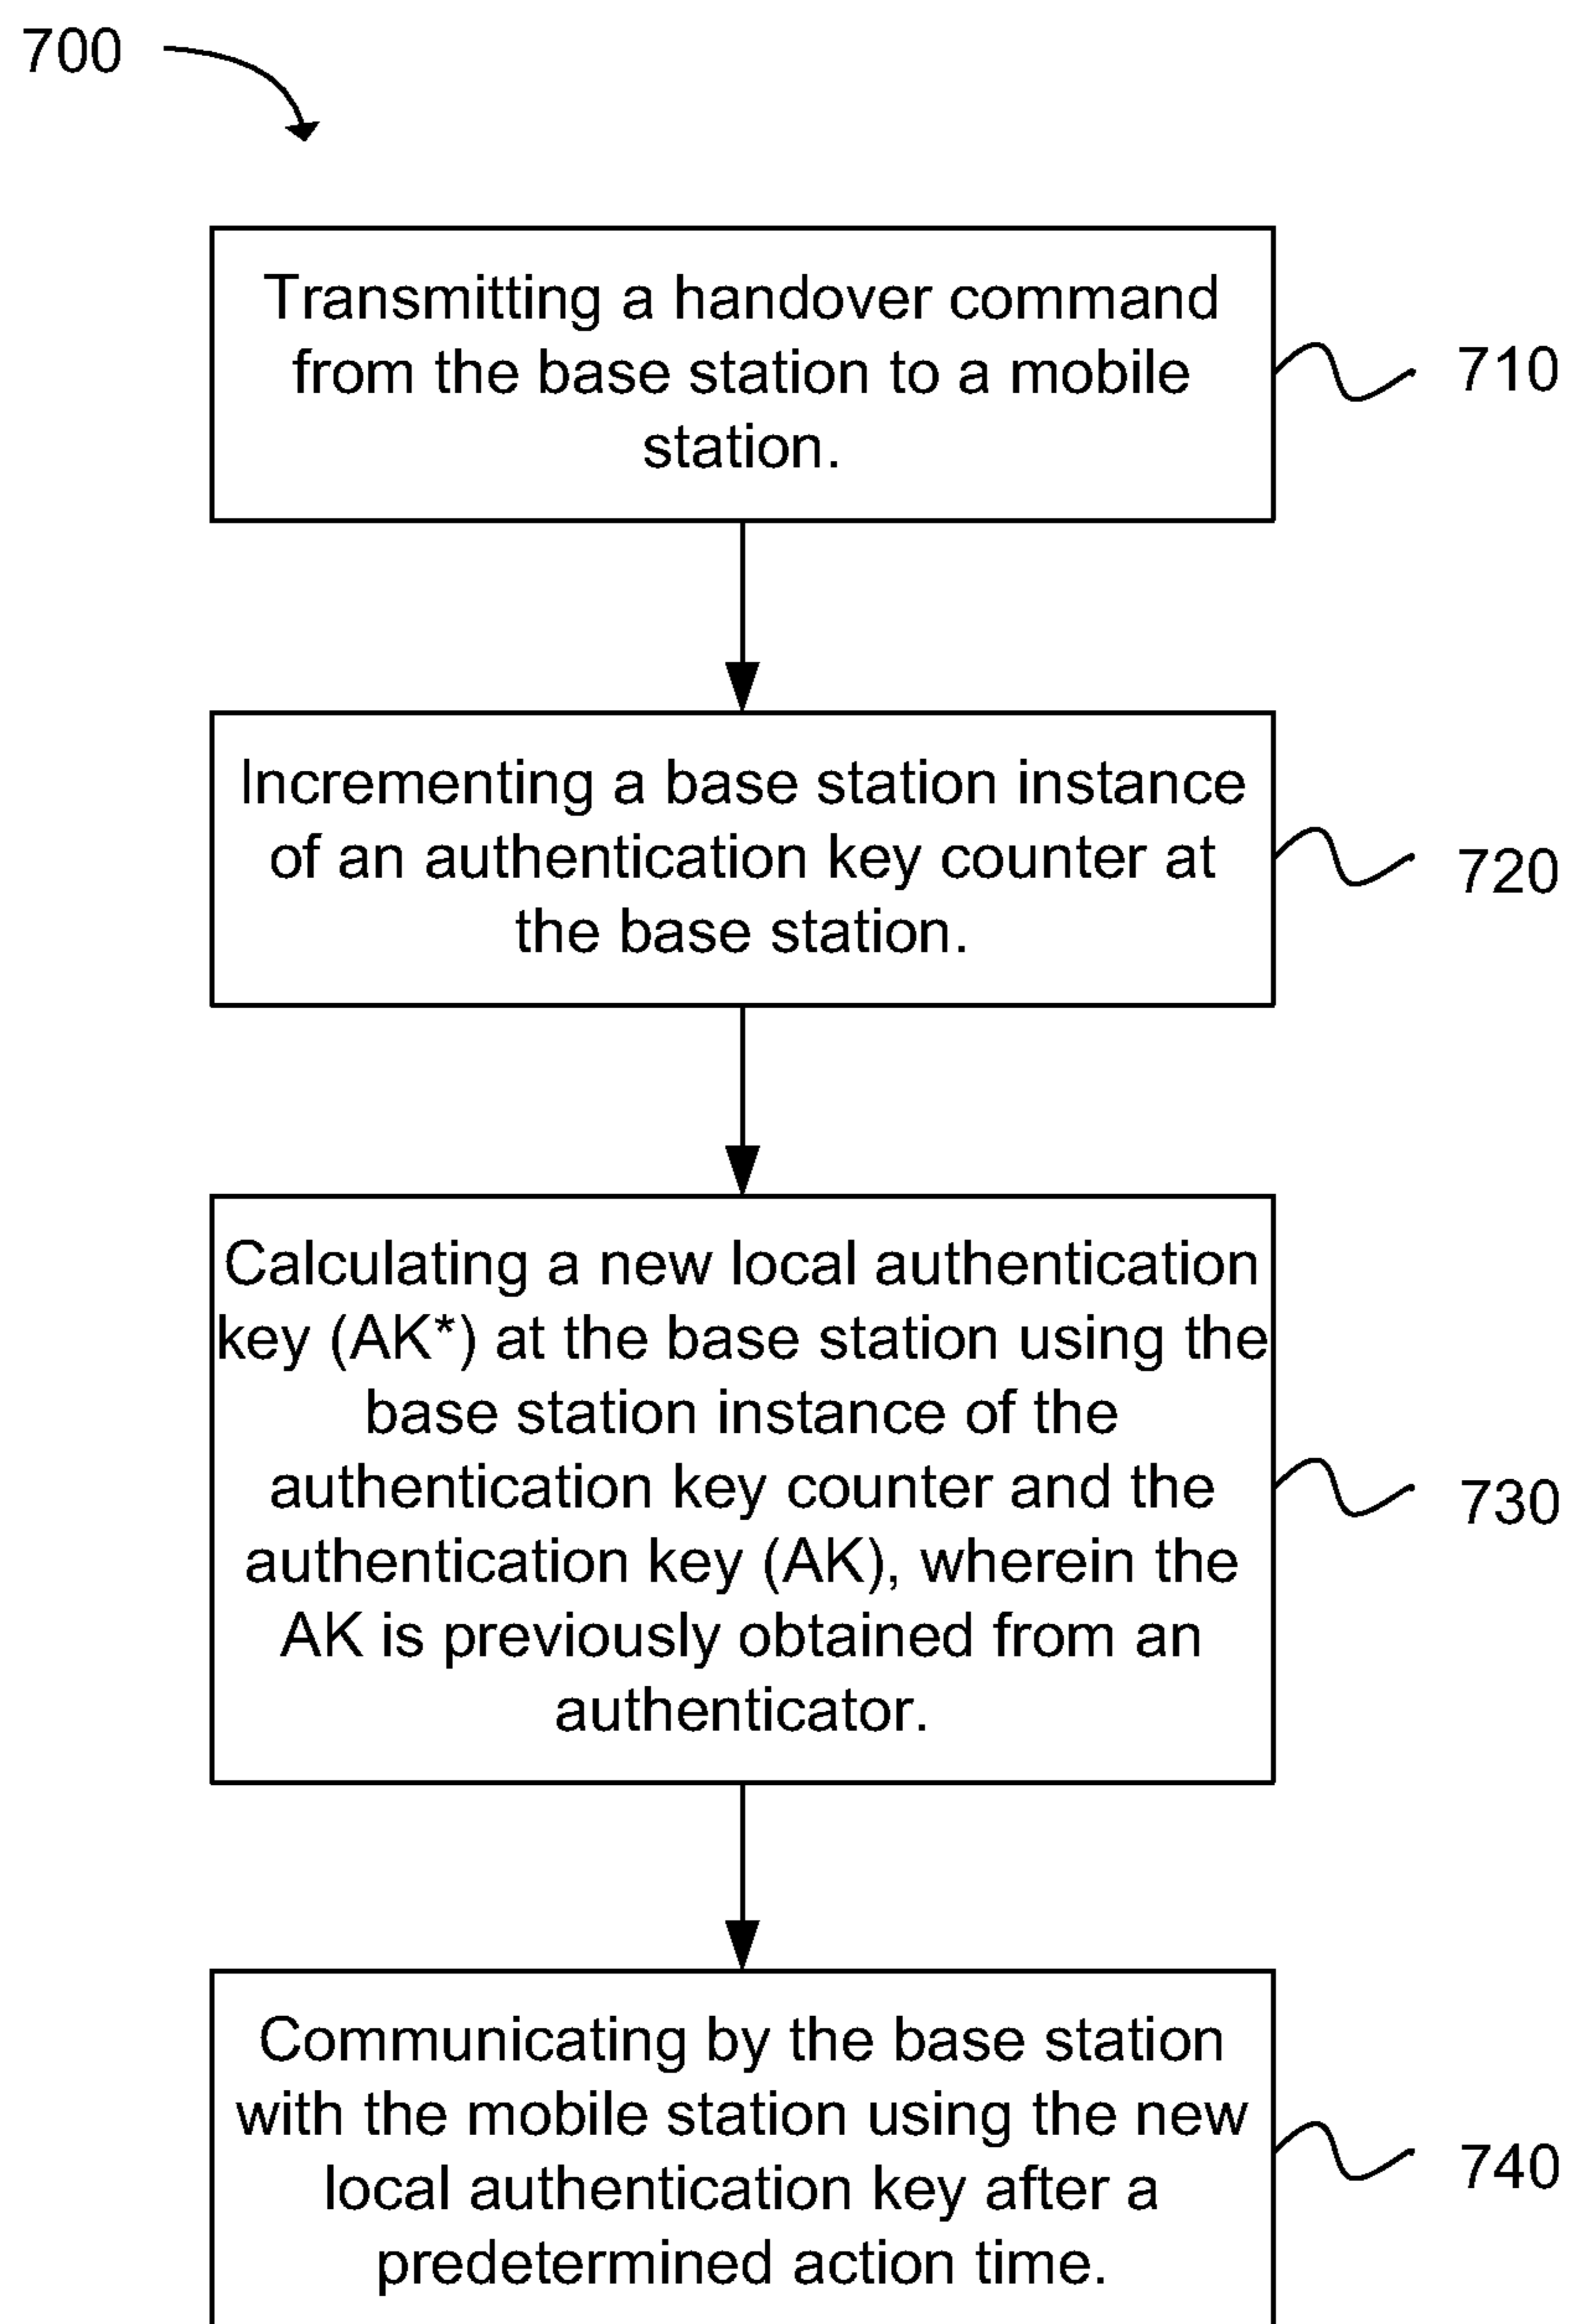 700
Transmitting a handover command
from the base station to a mobile
station.
710
Incrementing a base station instance
of an authentication key counter at
the base station.
720
Calculating a new local authentication
key (AK*) at the base station using the
base station instance of the
authentication key counter and the
authentication key (AK), wherein the
AK is previously obtained from an
authenticator.
730
Communicating by the base station
with the mobile station using the new
local authentication key after a
predetermined action time.
740